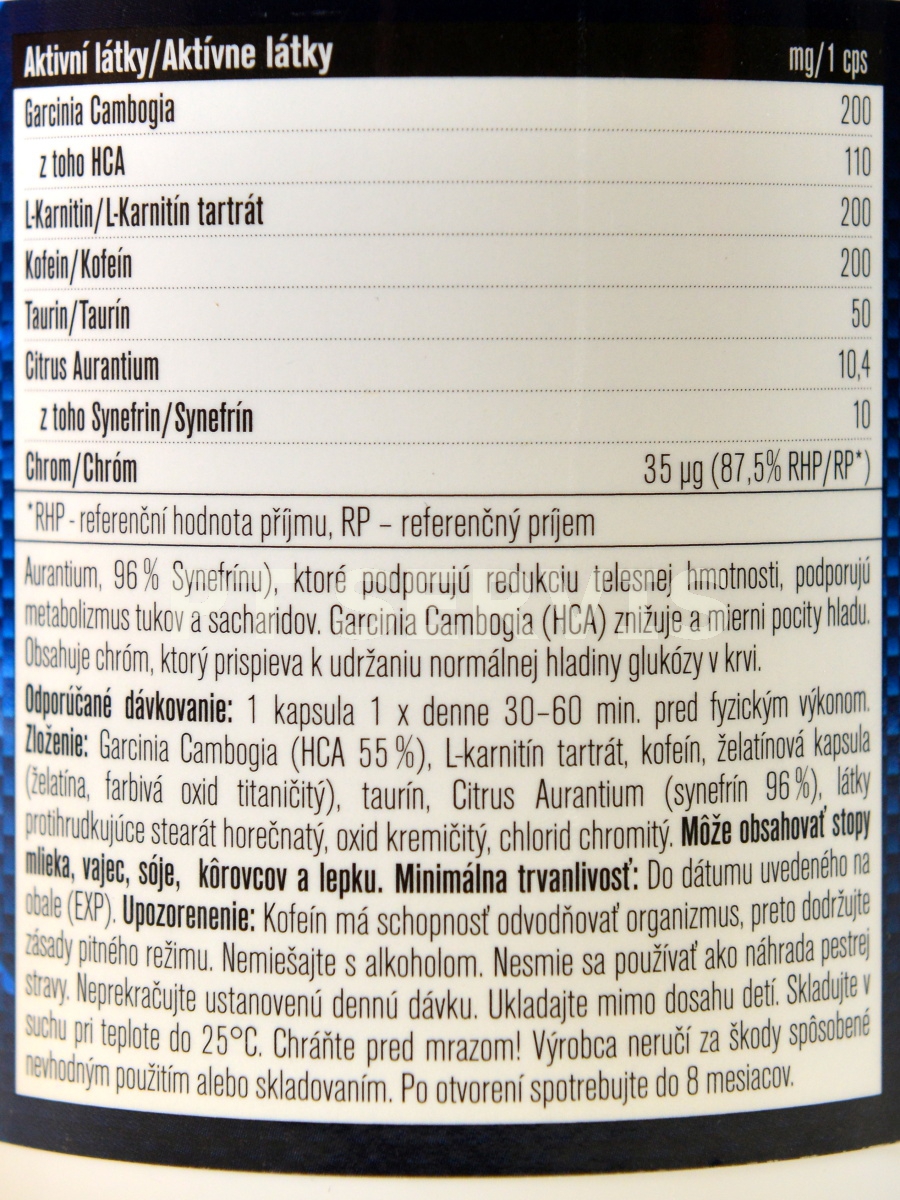 Aktivní látky/Aktívne látky mg/1 cps
Garcinia Cambogia 200
z toho HCA 110
L-Karnitin/L-Karnitín tartrát 200
Kofein/Kofeín 200
Taurin/Taurín 50
Citrus Aurantium 10,4
z toho Synefrin/Synefrín 10
Chrom/Chróm 35 µg (87,5% RHP/RP*)
*RHP - referenční hodnota příjmu, RP – referenčný príjem
Aurantium, 96 % Synefrínu), ktoré podporujú redukciu telesnej hmotnosti, podporujú
metabolizmus tukov a sacharidov. Garcinia Cambogia (HCA) znižuje a mierni pocity hladu.
Obsahuje chróm, ktorý prispieva k udržaniu normálnej hladiny glukózy v krvi.
Odporúčané dávkovanie: 1 kapsula 1 x denne 30–60 min. pred fyzickým výkonom.
Zloženie: Garcinia Cambogia (HCA 55 %), L-karnitín tartrát, kofeín, želatínová kapsula
(želatína, farbivá oxid titaničitý), taurín, Citrus Aurantium (synefrín 96 %), látky
protihrudkujúce stearát horečnatý, oxid kremičitý, chlorid chromitý. Môže obsahovať stopy
mlieka, vajec, sóje, kôrovcov a lepku. Minimálna trvanlivosť: Do dátumu uvedeného na
obale (EXP). Upozorenenie: Kofeín má schopnosť odvodňovať organizmus, preto dodržujte
zásady pitného režimu. Nemiešajte s alkoholom. Nesmie sa používať ako náhrada pestrej
stravy. Neprekračujte ustanovenú dennú dávku. Ukladajte mimo dosahu detí. Skladujte v
suchu pri teplote do 25°C. Chráňte pred mrazom! Výrobca neručí za škody spôsobené
nevhodným použitím alebo skladovaním. Po otvorení spotrebujte do 8 mesiacov.